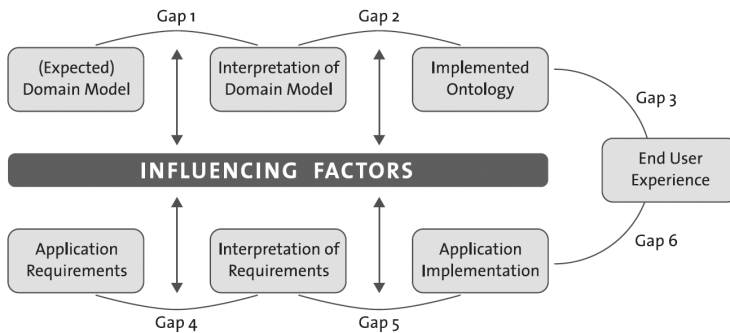 Gap 1
Gap 2
(Expected)
Domain Model
Interpretation of
Domain Model
Implemented
Ontology
Gap 3
INFLUENCING FACTORS
End User
Experience
Application
Requirements
Interpretation of
Requirements
Application
Implementation
Gap 6
Gap 4
Gap 5